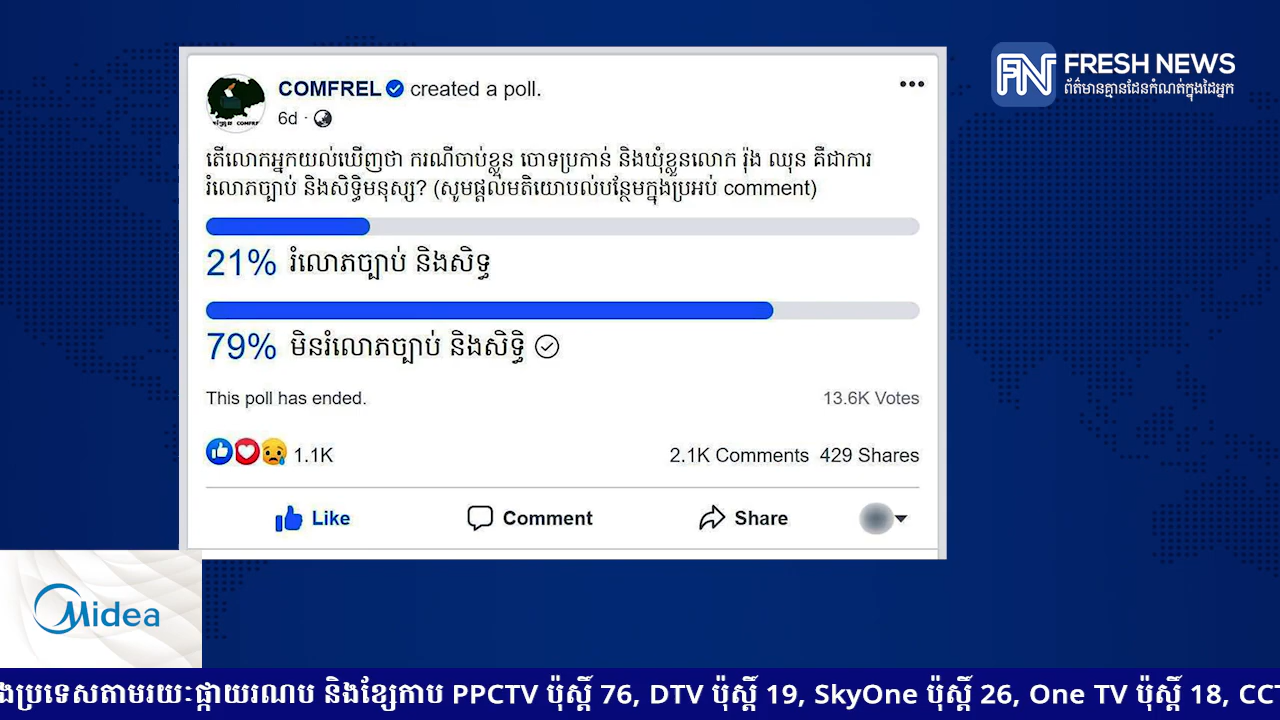 FRESH NEWS
ព័ត៌មានគ្មានដែនកំណត់ក្នុងដៃអ្នក
COMFREL created a poll.
6d ·
តើលោកអ្នកយល់ឃើញថា ករណីចាប់ខ្លួន ចោទប្រកាន់ និងឃុំខ្លួនលោក រ៉ុង ឈុន គឺជាការ
រំលោភច្បាប់ និងសិទ្ធិមនុស្ស? (សូមផ្តល់មតិយោបល់បន្ថែមក្នុងប្រអប់ comment)
21% រំលោភច្បាប់ និងសិទ្ធ
79% មិនរំលោភច្បាប់ និងសិទ្ធិ
This poll has ended. 13.6K Votes
1.1K 2.1K Comments 429 Shares
Like Comment Share
Midea
ងប្រទេសតាមរយៈផ្កាយរណប និងខ្សែកាប PPCTV ប៉ុស្តិ៍ 76, DTV ប៉ុស្តិ៍ 19, SkyOne ប៉ុស្តិ៍ 26, One TV ប៉ុស្តិ៍ 18, CCT